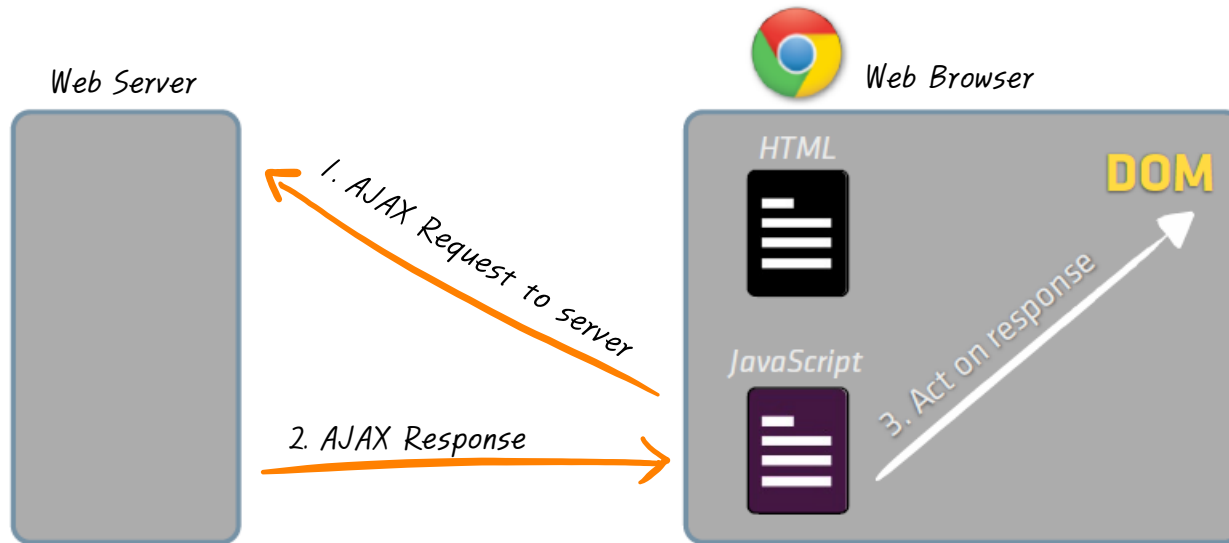 Web Server
Web Browser
HTML
DOM
1. AJAX Request to server
JavaScript
3. Act on response
2. AJAX Response